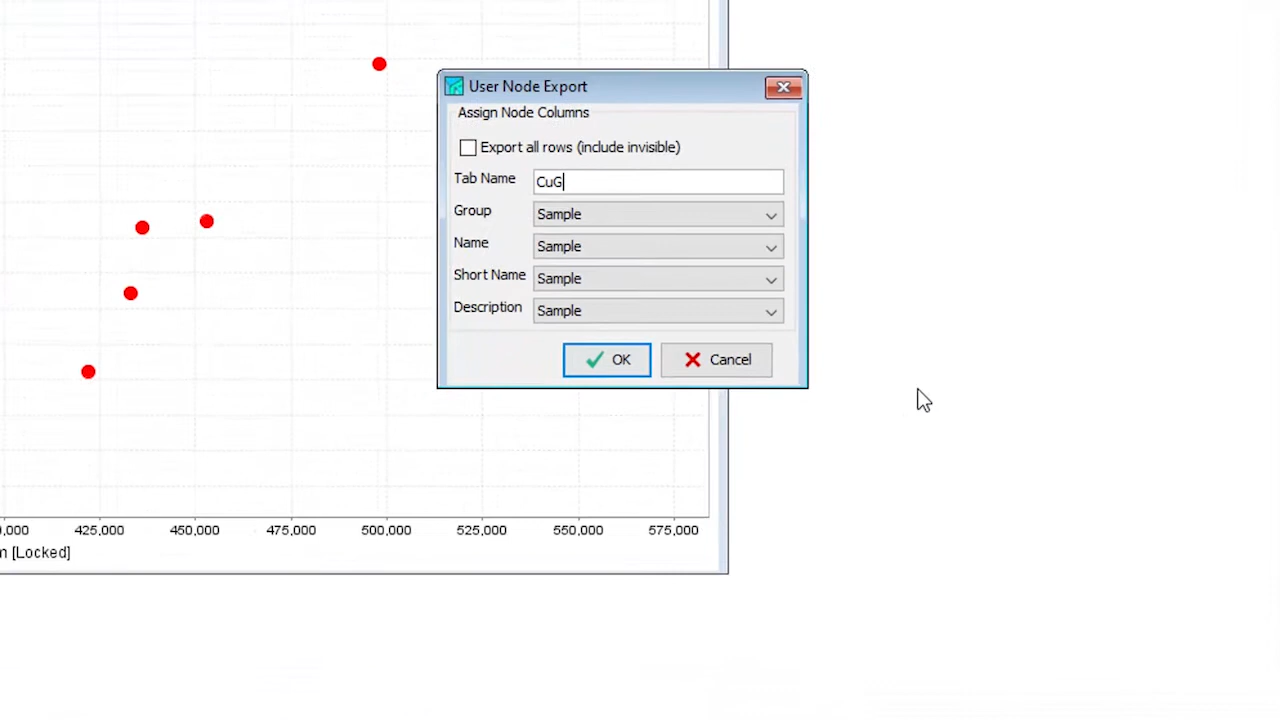 User Node Export
Assign Node Columns
Export all rows (include invisible)
Tab Name CuG
Group Sample
Name Sample
Short Name Sample
Description Sample
OK Cancel
0,000 425,000 450,000 475,000 500,000 525,000 550,000 575,000
m [Locked]